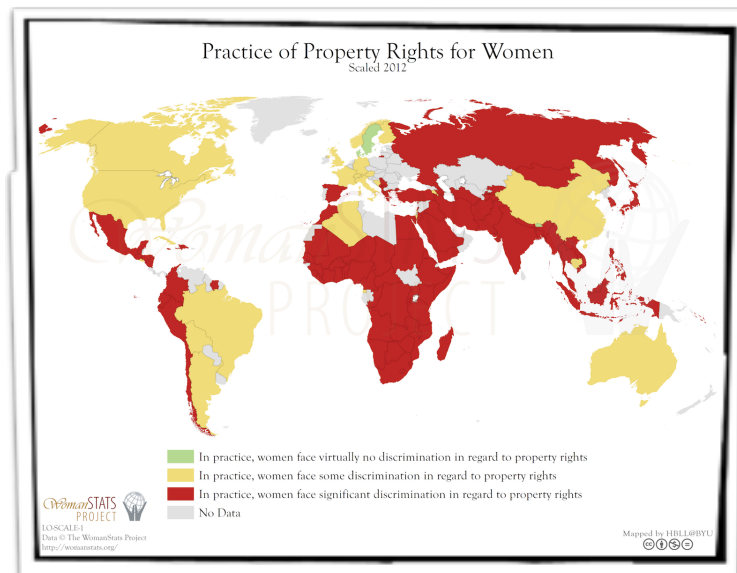 Practice of Property Rights for Women
Scaled 2012
WomanSTATS
PROJECT
In practice, women face virtually no discrimination in regard to property rights
In practice, women face some discrimination in regard to property rights
In practice, women face significant discrimination in regard to property rights
No Data
WomanSTATS
PROJECT
LO-SCALE-1
Data © The WomanStats Project
http://womanstats.org/
Mapped by HBLL@BYU
cc